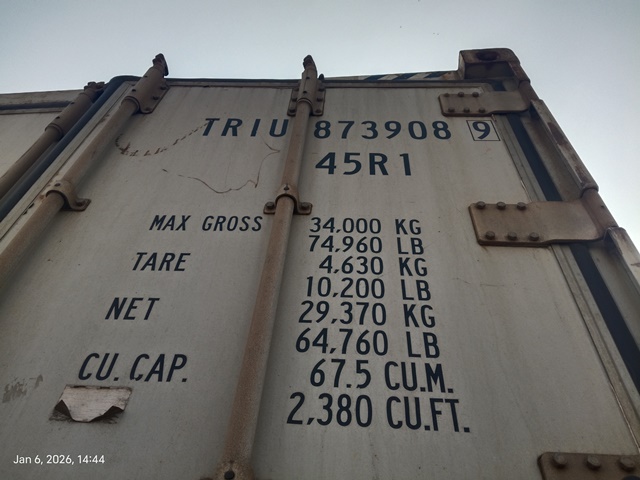 TRIU 873908 9
45R1
MAX GROSS 34,000 KG
74,960 LB
TARE 4,630 KG
10,200 LB
NET 29,370 KG
64,760 LB
CU. CAP. 67.5 CU.M.
2,380 CU.FT.
Jan 6, 2026, 14:44